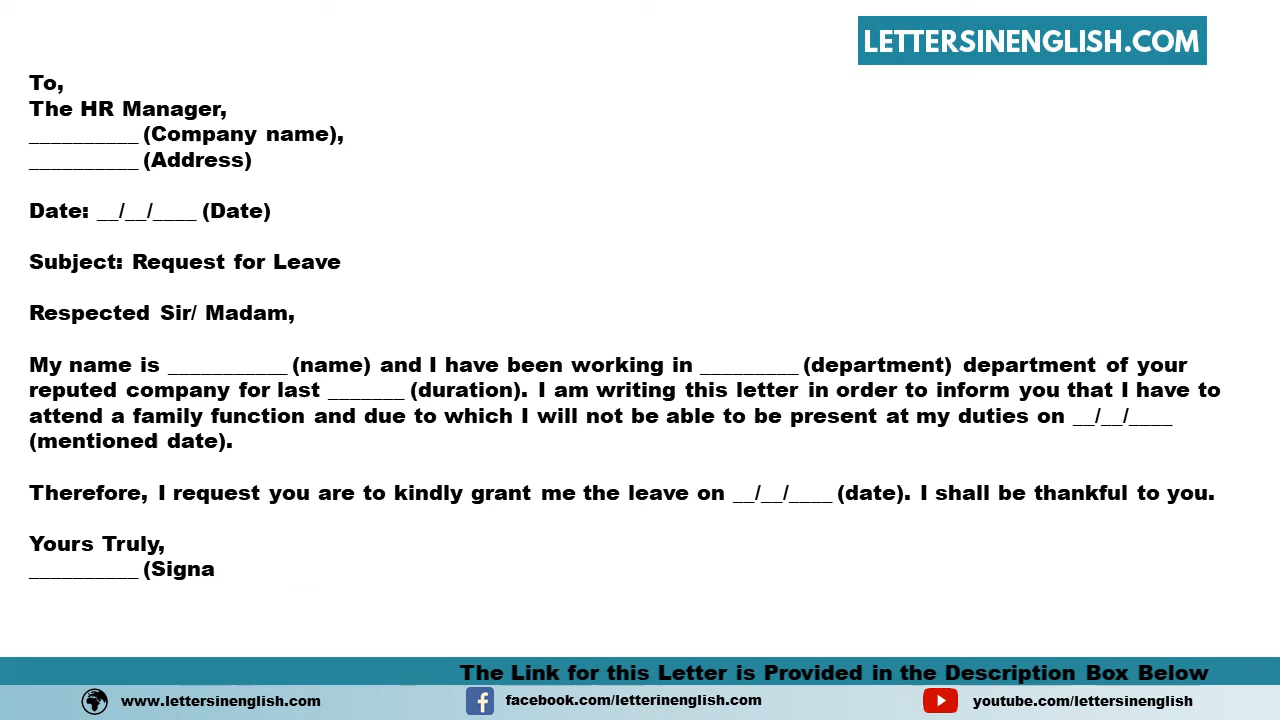 LETTERSINENGLISH.COM
To,
The HR Manager,
__________ (Company name),
__________ (Address)
Date: __/__/____ (Date)
Subject: Request for Leave
Respected Sir/ Madam,
My name is ___________ (name) and I have been working in _________ (department) department of your
reputed company for last _______ (duration). I am writing this letter in order to inform you that I have to
attend a family function and due to which I will not be able to be present at my duties on __/__/____
(mentioned date).
Therefore, I request you are to kindly grant me the leave on __/__/____ (date). I shall be thankful to you.
Yours Truly,
__________ (Signa
The Link for this Letter is Provided in the Description Box Below
www.lettersinenglish.com facebook.com/letterinenglish.com youtube.com/lettersinenglish